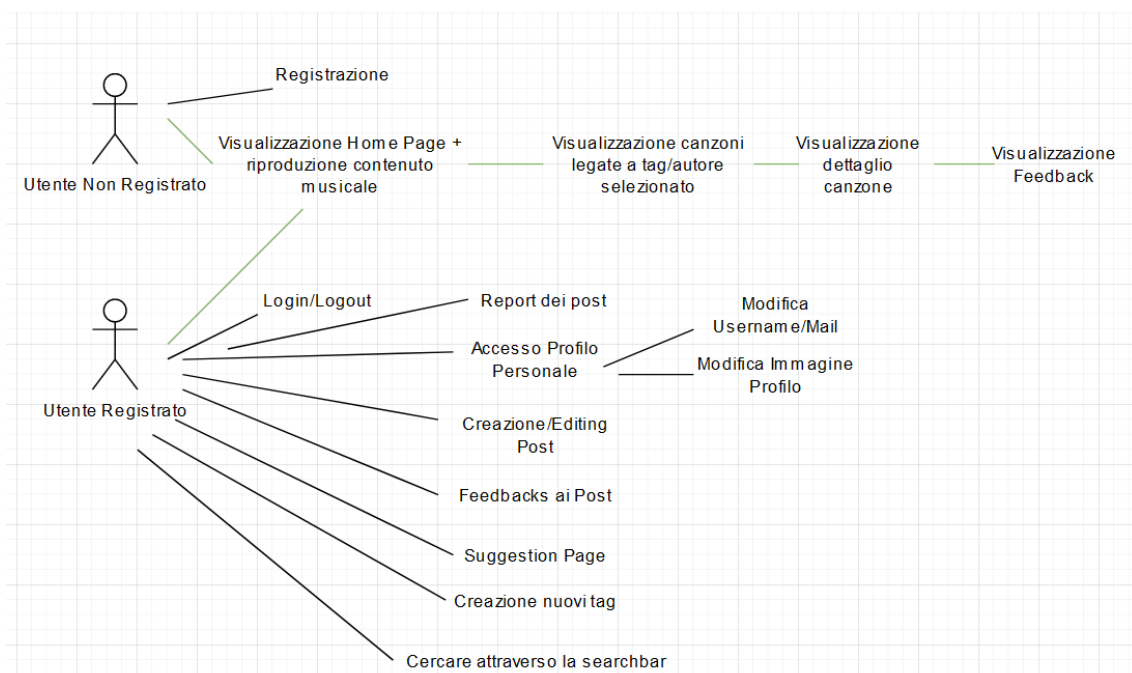 Registrazione
Visualizzazione Home Page +
riproduzione contenuto
musicale
Visualizzazione canzoni
legate a tag/autore
selezionato
Visualizzazione
dettaglio
canzone
Visualizzazione
Feedback
Utente Non Registrato
Login/Logout
Report dei post
Modifica
Username/Mail
Accesso Profilo
Personale
Modifica Immagine
Profilo
Utente Registrato
Creazione/Editing
Post
Feedbacks ai Post
Suggestion Page
Creazione nuovi tag
Cercare attraverso la searchbar